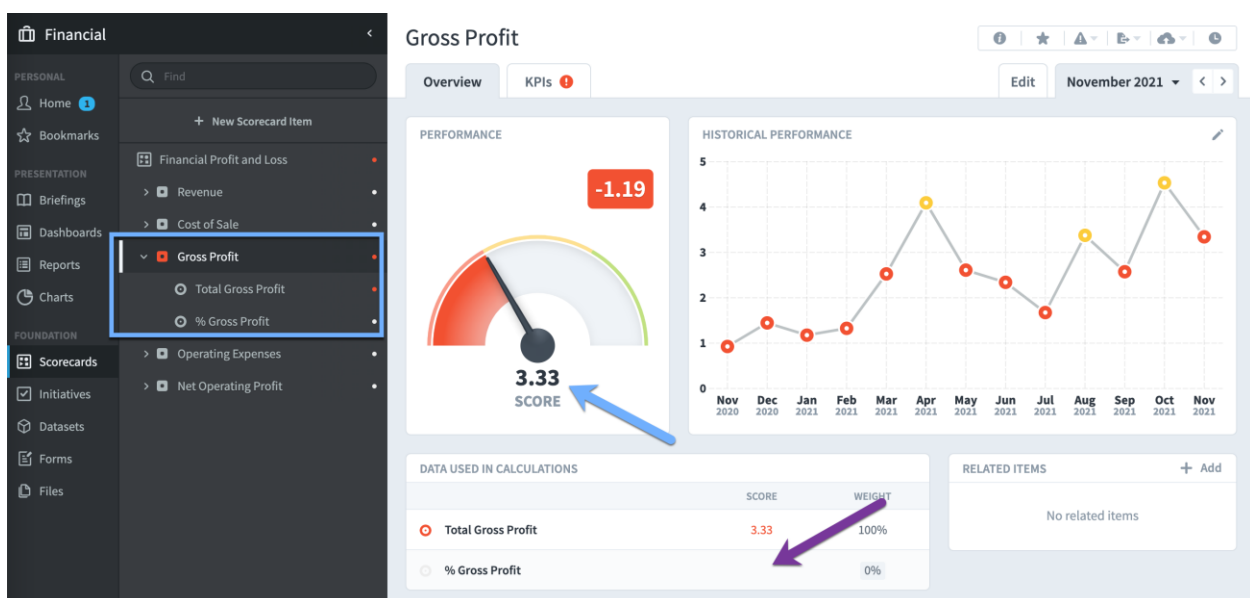 Financial
PERSONAL
Home 1
Bookmarks
PRESENTATION
Briefings
Dashboards
Reports
Charts
FOUNDATION
Scorecards
Initiatives
Datasets
Forms
Files
Find
+ New Scorecard Item
Financial Profit and Loss
Revenue
Cost of Sale
Gross Profit
Total Gross Profit
% Gross Profit
Operating Expenses
Net Operating Profit
Gross Profit
Overview KPIs
Edit November 2021
PERFORMANCE
-1.19
3.33
SCORE
HISTORICAL PERFORMANCE
5
4
3
2
1
0
Nov Dec Jan Feb Mar Apr May Jun Jul Aug Sep Oct Nov
2020 2020 2021 2021 2021 2021 2021 2021 2021 2021 2021 2021 2021
DATA USED IN CALCULATIONS
SCORE WEIGHT
Total Gross Profit 3.33 100%
% Gross Profit 0%
RELATED ITEMS + Add
No related items